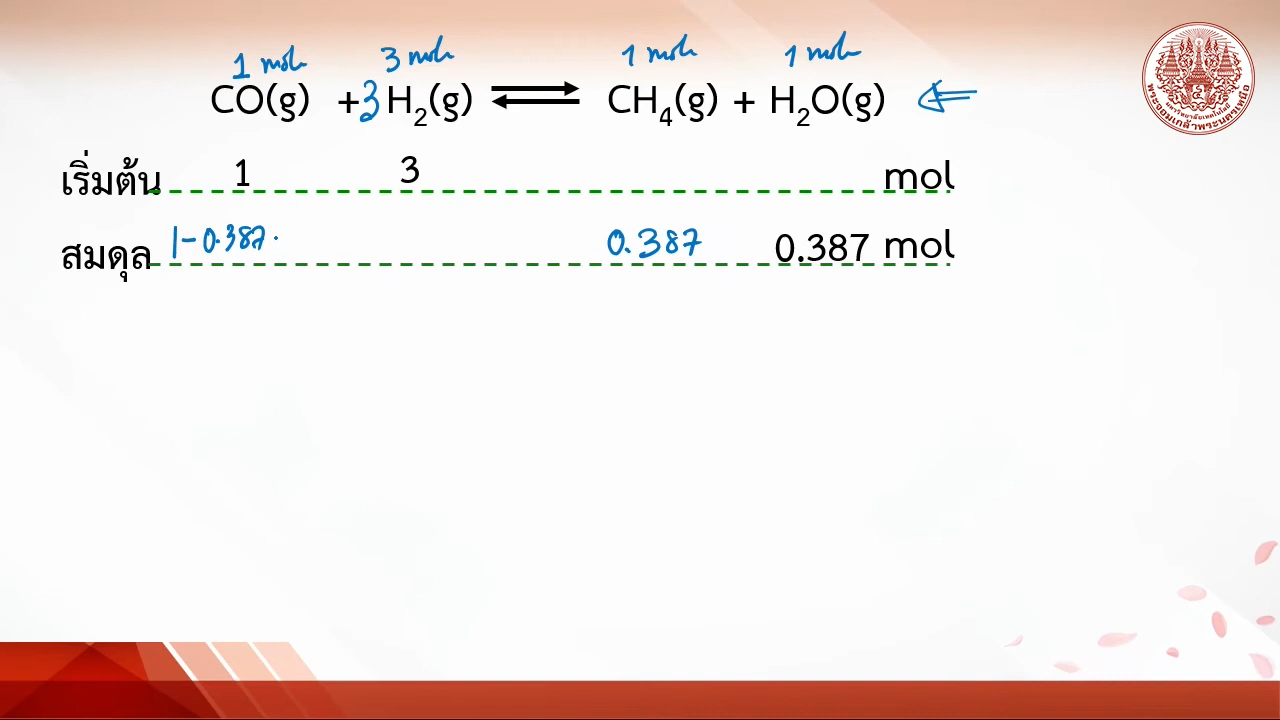 1 mol 3 mol 1 mol 1 mol
CO(g) + 3 H2(g) ⇌ CH4(g) + H2O(g) ⇐
เริ่มต้น 1 3 mol
สมดุล 1-0.387 0.387 0.387 mol